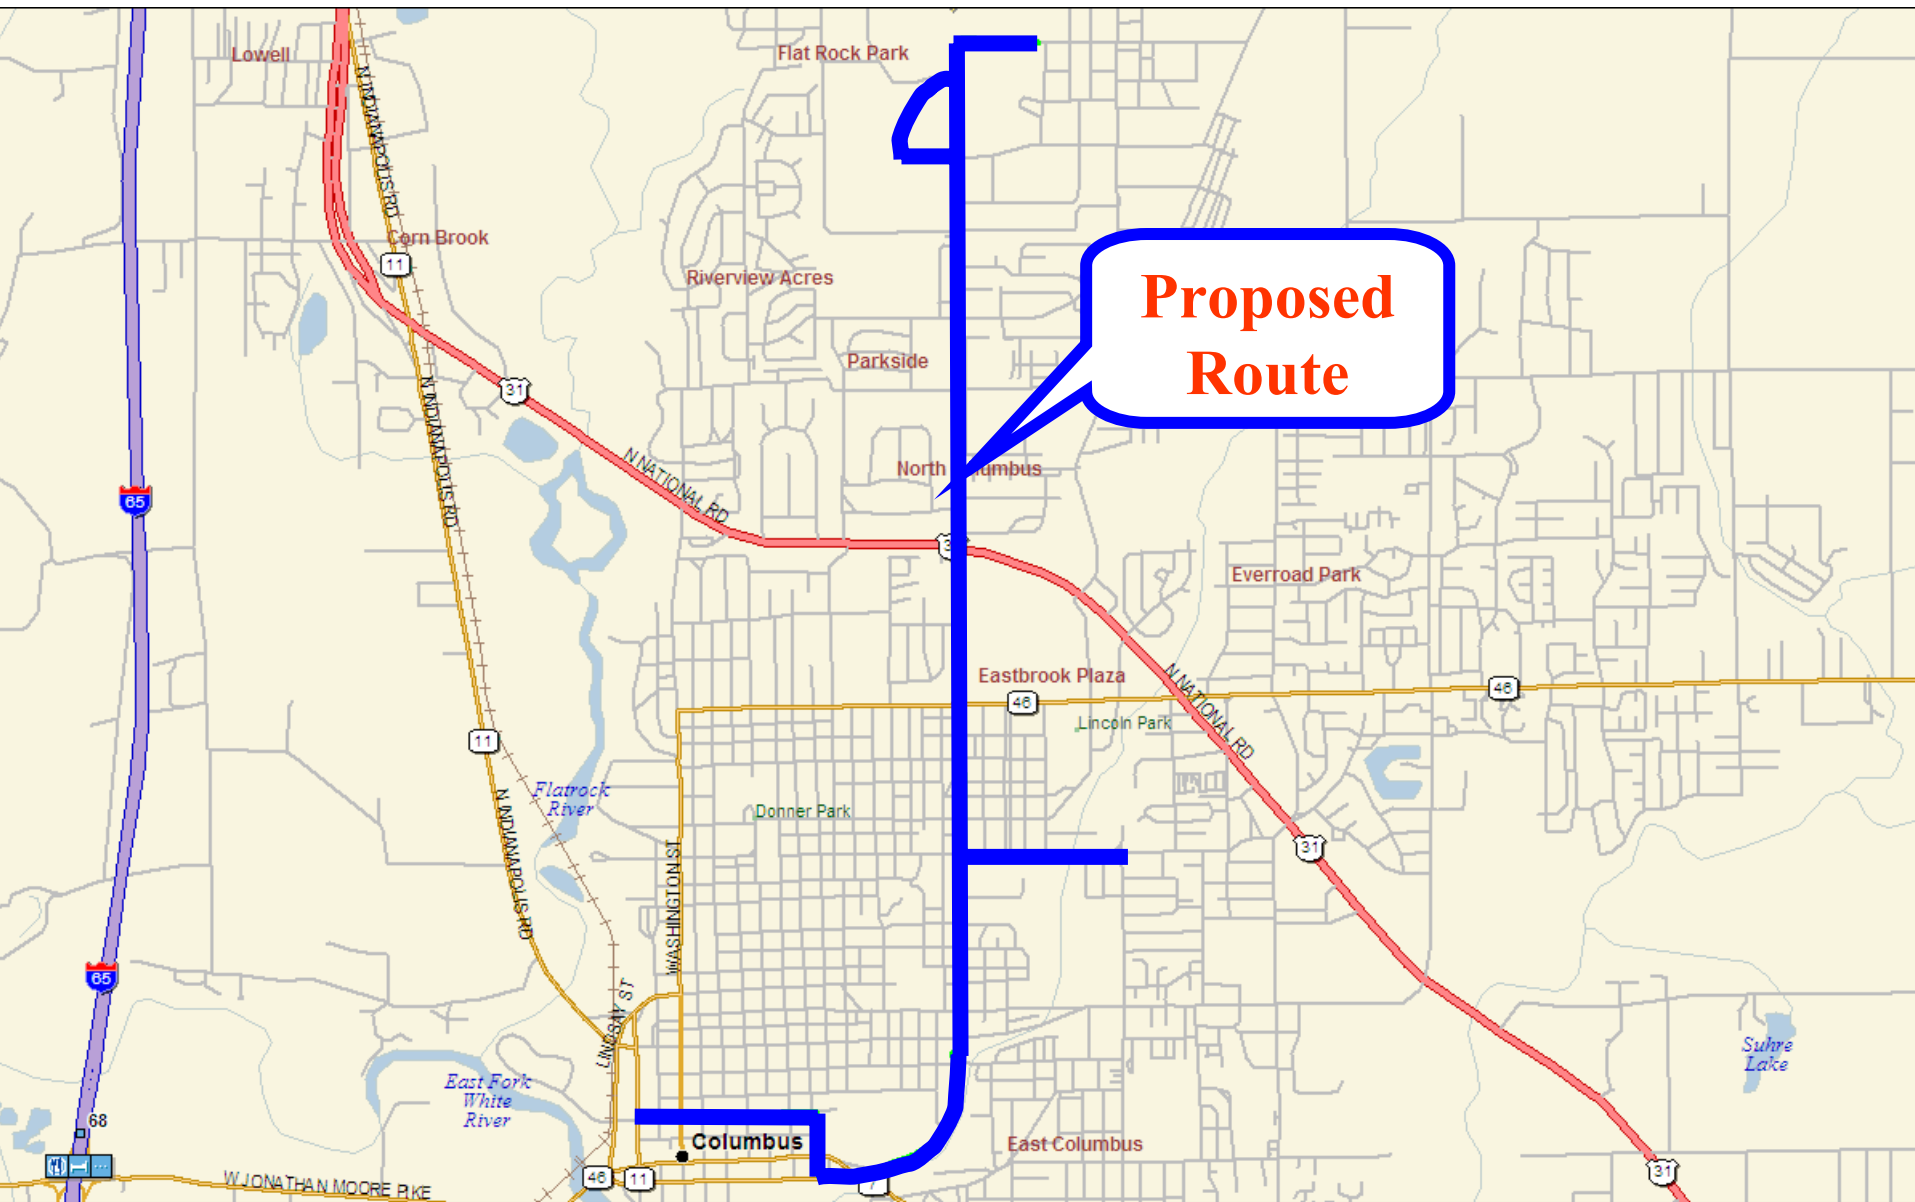 Lowell
Flat Rock Park
N INDIANAPOLIS RD
Corn Brook
11
Riverview Acres
Proposed
Route
Parkside
31
N INDIANAPOLIS RD
N NATIONAL RD
North
65
Everroad Park
Eastbrook Plaza
N NATIONAL RD
46
46
Lincoln Park
11
Flatrock
River
Donner Park
N INDIANAPOLIS RD
WASHINGTON ST
31
65
LINDSAY ST
Suhre
Lake
East Fork
White
River
68
Columbus
East Columbus
46
11
7
31
W JONATHAN MOORE PIKE